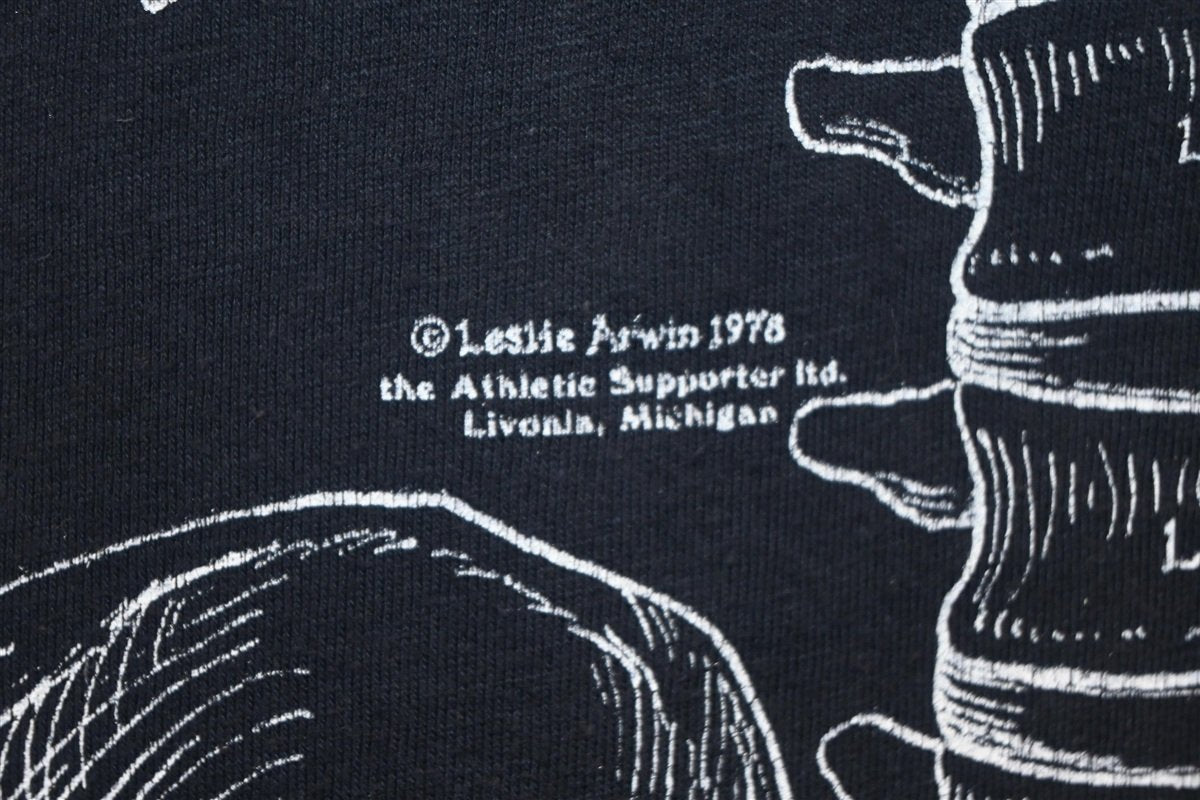 © Leslie Arwin 1978
the Athletic Supporter ltd.
Livonia, Michigan
L
L